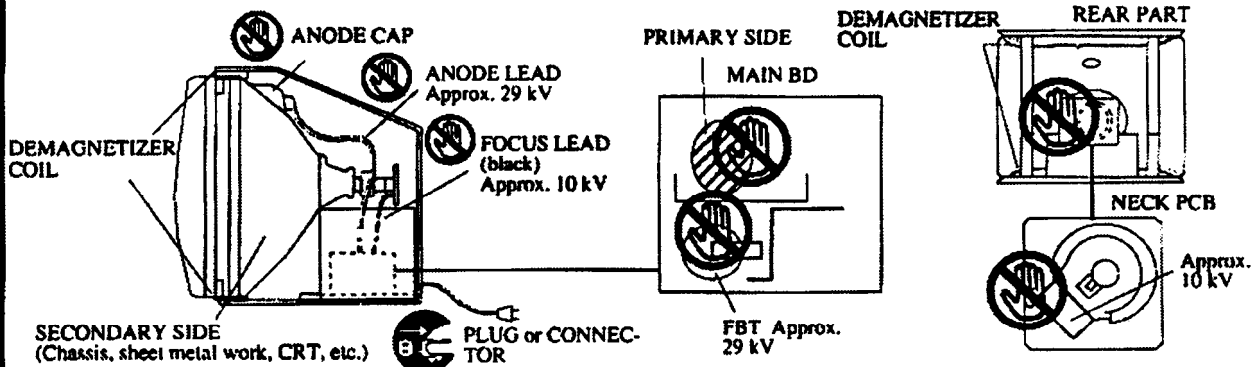 ANODE CAP
ANODE LEAD
Approx. 29 kV
FOCUS LEAD
(black)
Approx. 10 kV
DEMAGNETIZER
COIL
SECONDARY SIDE
(Chassis, sheet metal work, CRT, etc.)
PLUG or CONNEC-
TOR
PRIMARY SIDE
MAIN BD
FBT Approx.
29 kV
DEMAGNETIZER
COIL
REAR PART
NECK PCB
Approx.
10 kV